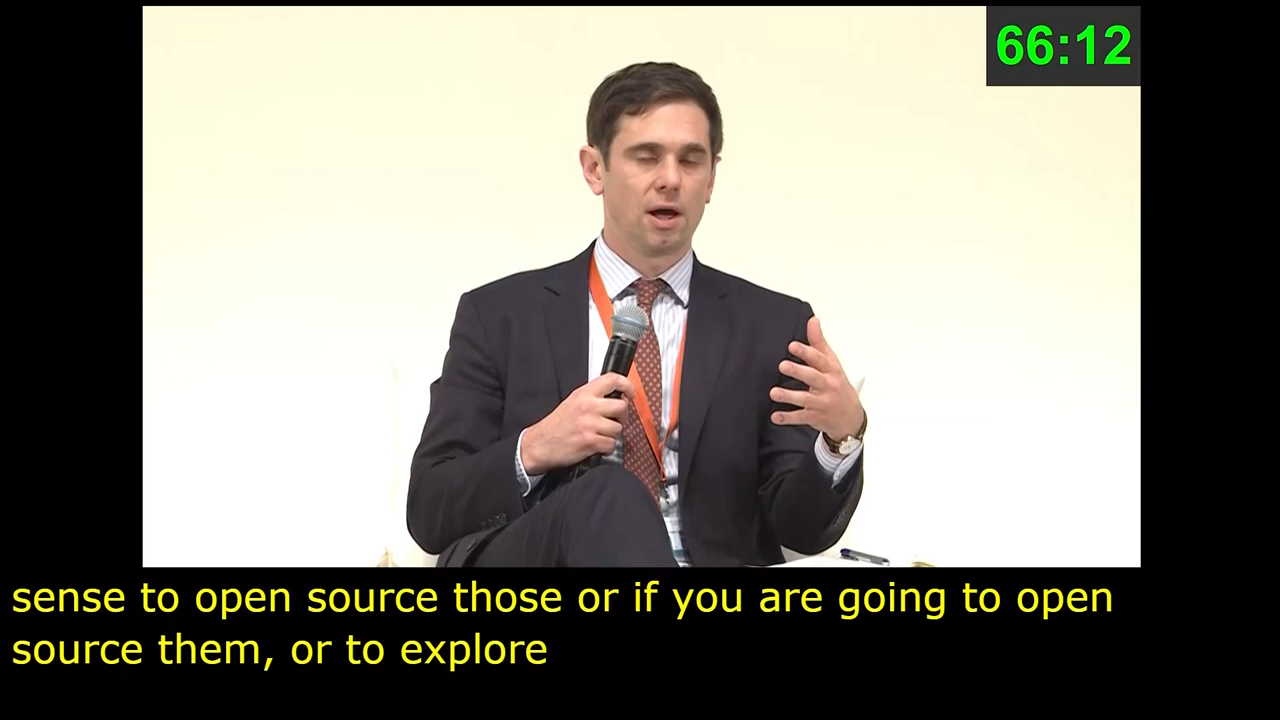 66:12
sense to open source those or if you are going to open
source them, or to explore